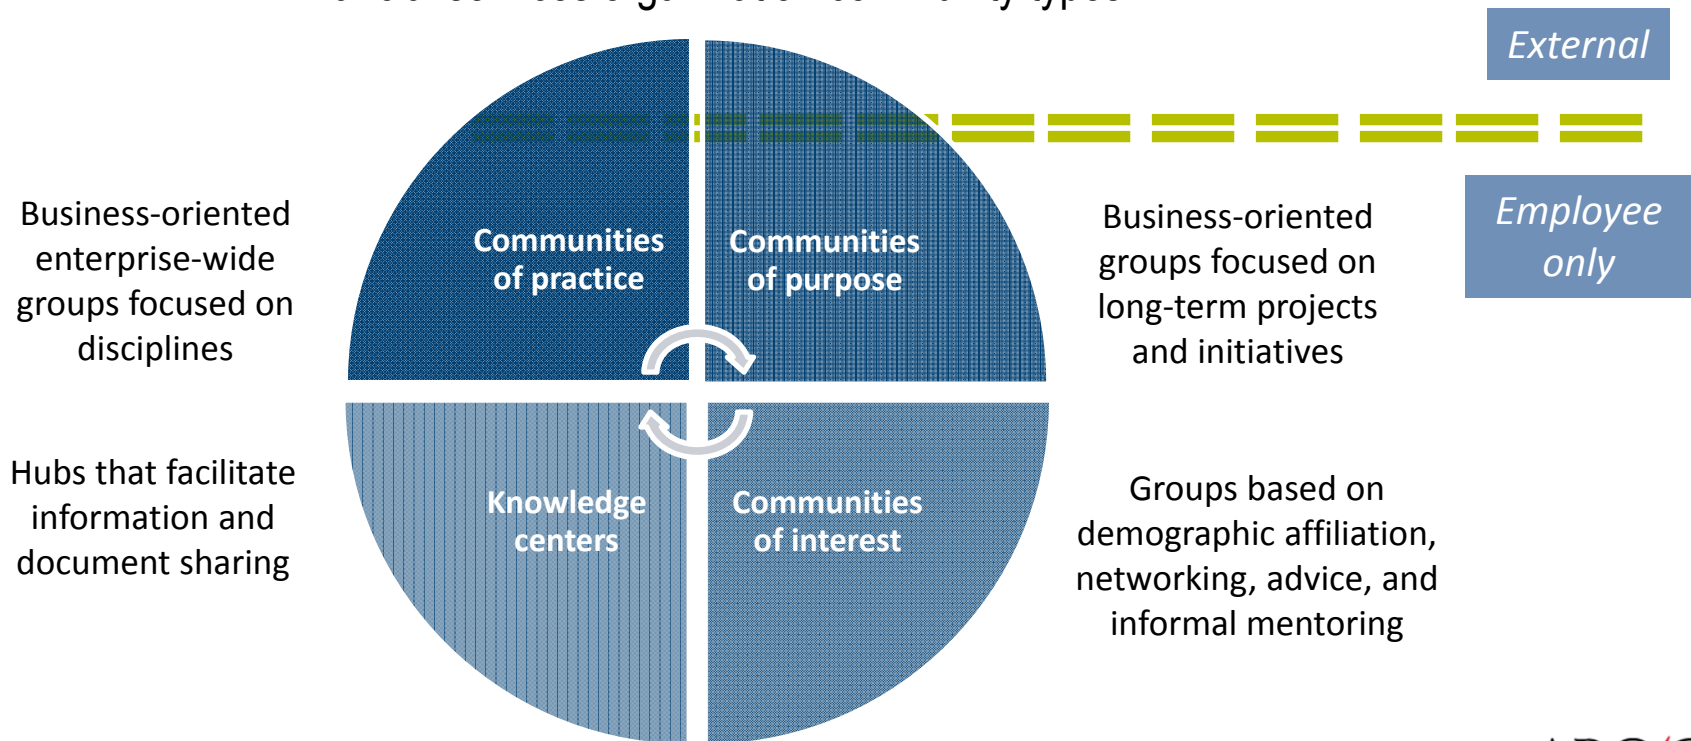 External
Employee
only
Business-oriented
enterprise-wide
groups focused on
disciplines
Communities
of practice
Communities
of purpose
Business-oriented
groups focused on
long-term projects
and initiatives
Hubs that facilitate
information and
document sharing
Knowledge
centers
Communities
of interest
Groups based on
demographic affiliation,
networking, advice, and
informal mentoring